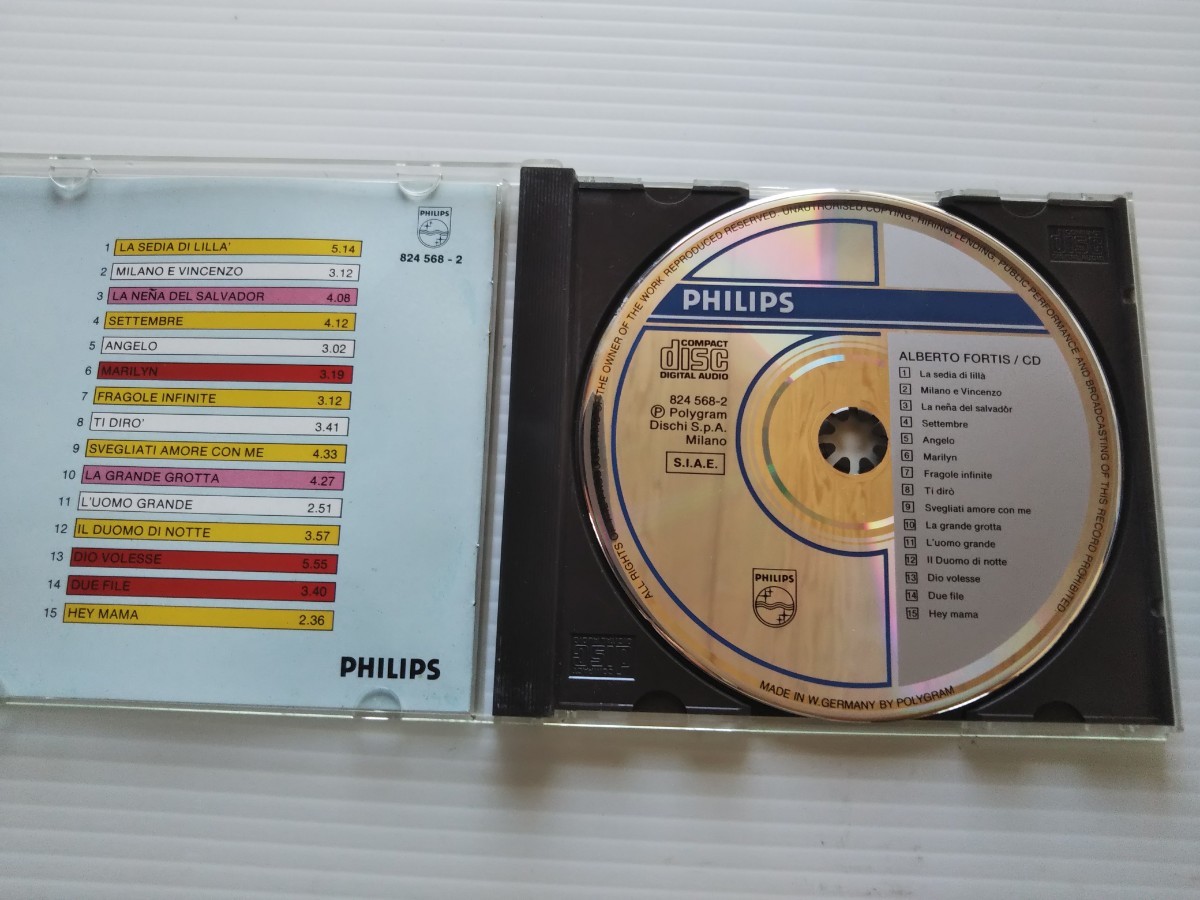 PHILIPS
824 568 - 2
1 LA SEDIA DI LILLA' 5.14
2 MILANO E VINCENZO 3.12
3 LA NEÑA DEL SALVADOR 4.08
4 SETTEMBRE 4.12
5 ANGELO 3.02
6 MARILYN 3.19
7 FRAGOLE INFINITE 3.12
8 TI DIRO' 3.41
9 SVEGLIATI AMORE CON ME 4.33
10 LA GRANDE GROTTA 4.27
11 L'UOMO GRANDE 2.51
12 IL DUOMO DI NOTTE 3.57
13 DIO VOLESSE 5.55
14 DUE FILE 3.40
15 HEY MAMA 2.36
PHILIPS
ALL RIGHTS THE OWNER OF THE WORK REPRODUCED RESERVED. UNAUTHORISED COPYING, HIRING, LENDING, PUBLIC PERFORMANCE AND BROADCASTING OF THIS RECORD PROHIBITED
PHILIPS
COMPACT
disc
DIGITAL AUDIO
824 568-2
Ⓟ Polygram
Dischi S.p.A.
Milano
S.I.A.E.
PHILIPS
ALBERTO FORTIS / CD
1 La sedia di lillà
2 Milano e Vincenzo
3 La neña del salvadòr
4 Settembre
5 Angelo
6 Marilyn
7 Fragole infinite
8 Ti dirò
9 Svegliati amore con me
10 La grande grotta
11 L'uomo grande
12 Il Duomo di notte
13 Dio volesse
14 Due file
15 Hey mama
MADE IN W.GERMANY BY POLYGRAM